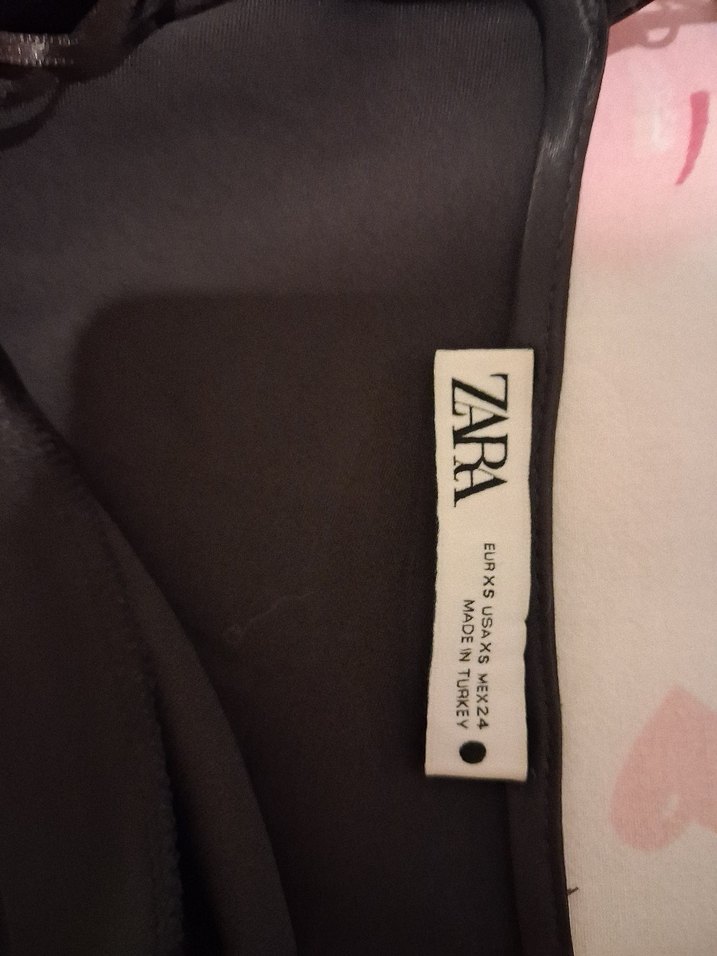 ZARA
EUR XS USA XS MEX 24
MADE IN TURKEY